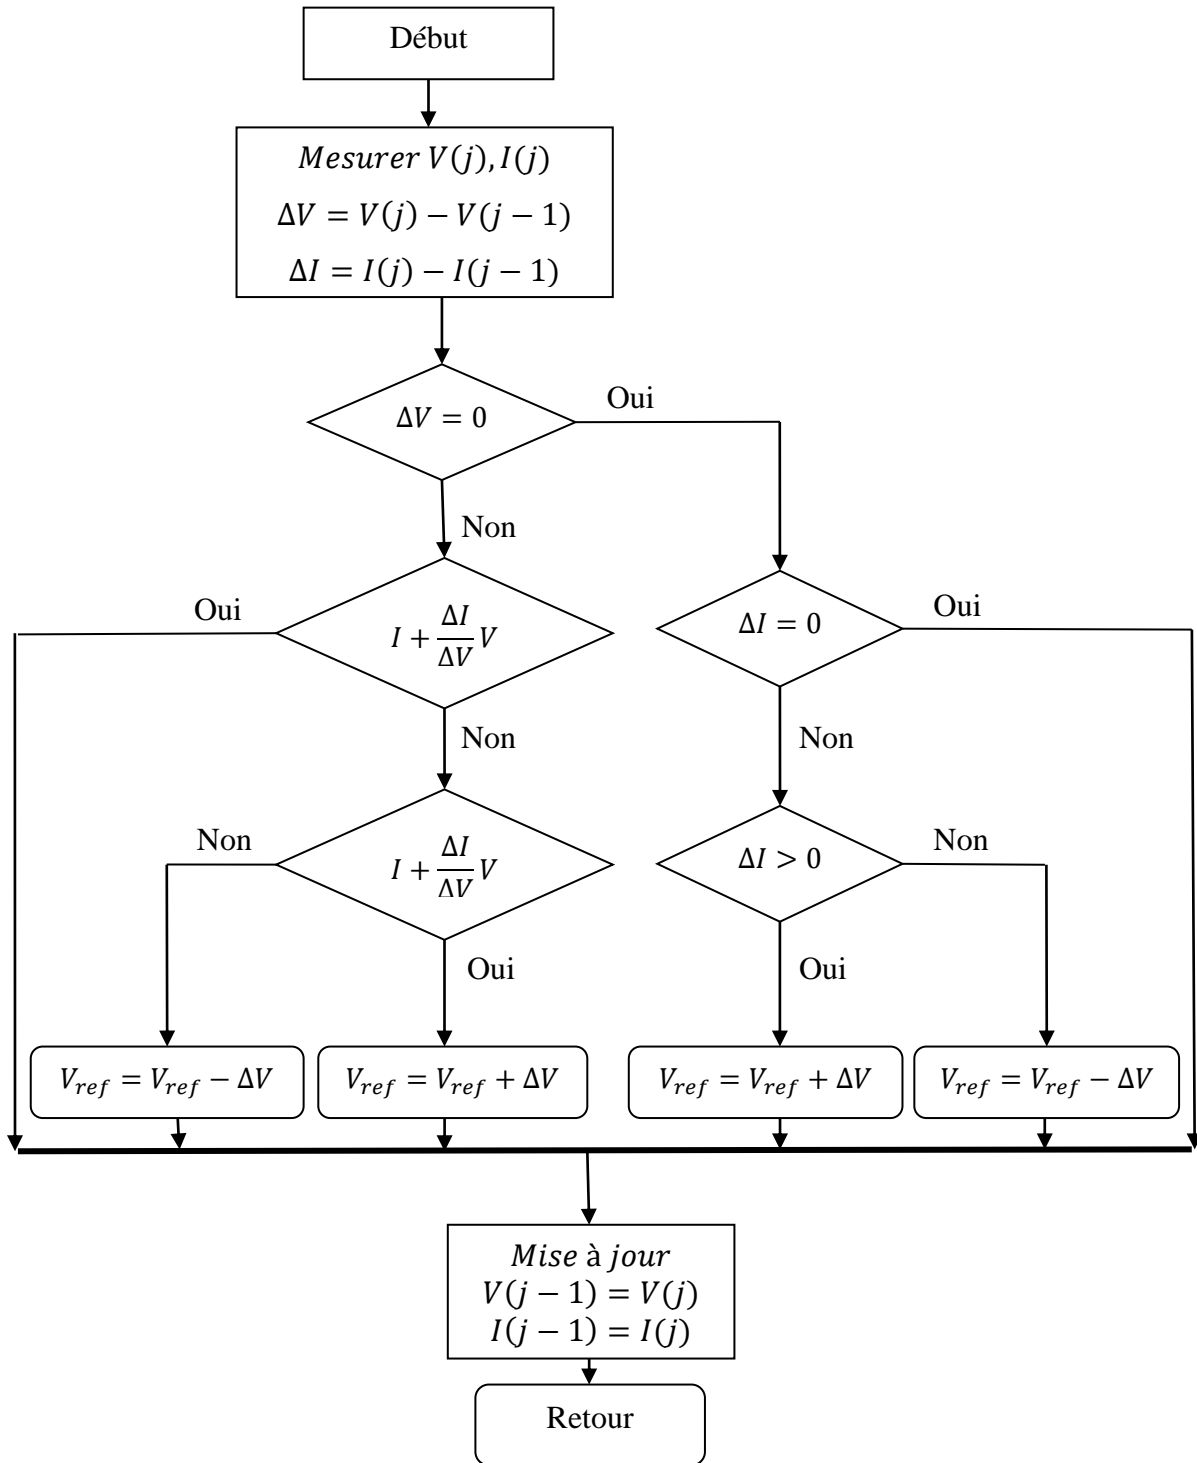 Début
Mesurer V(j), I(j)
ΔV = V(j) − V(j − 1)
ΔI = I(j) − I(j − 1)
ΔV = 0
Oui
Non
Oui
I + ΔI/ΔV V
ΔI = 0
Oui
Non
Non
Non
I + ΔI/ΔV V
ΔI > 0
Non
Oui
Oui
V_ref = V_ref − ΔV
V_ref = V_ref + ΔV
V_ref = V_ref + ΔV
V_ref = V_ref − ΔV
Mise à jour
V(j − 1) = V(j)
I(j − 1) = I(j)
Retour